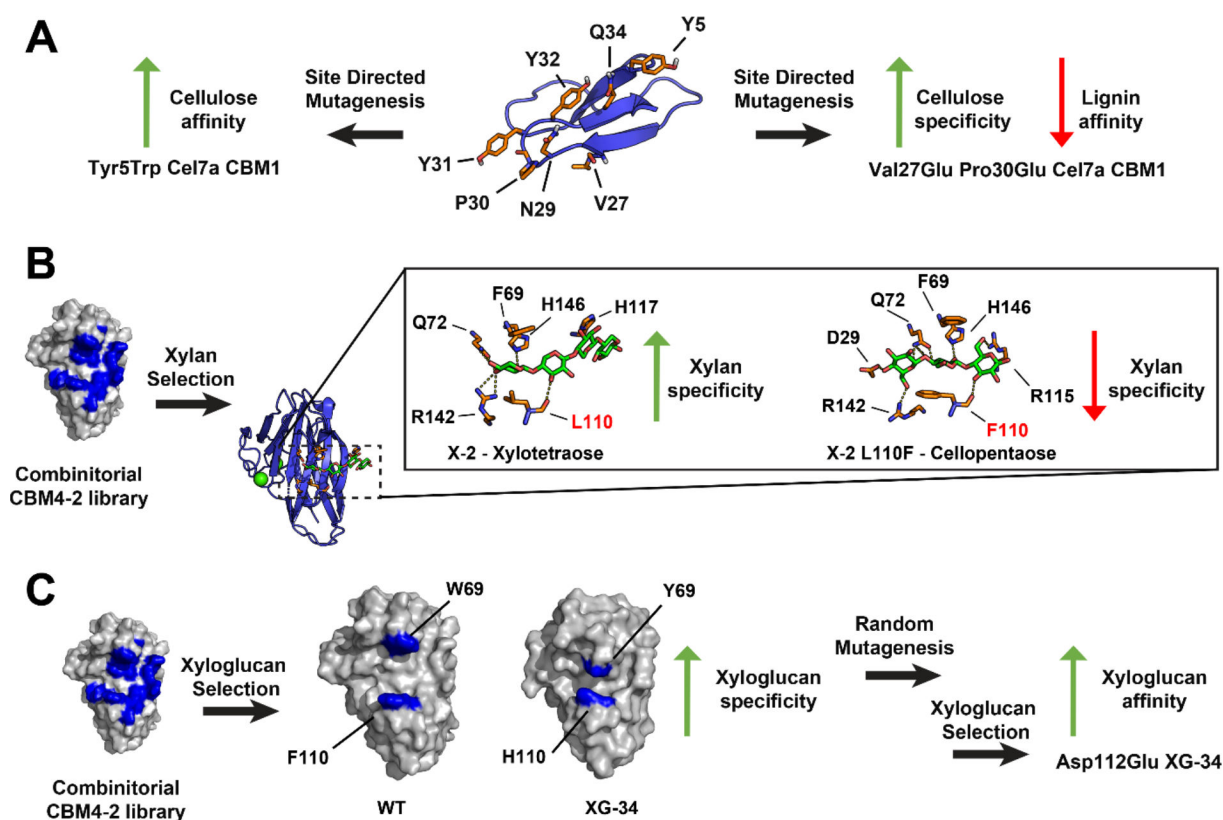 A
Cellulose
affinity
Tyr5Trp Cel7a CBM1
Site Directed
Mutagenesis
Y32
Q34
Y5
Y31
P30
N29
V27
Site Directed
Mutagenesis
Cellulose
specificity
Lignin
affinity
Val27Glu Pro30Glu Cel7a CBM1
B
Combinitorial
CBM4-2 library
Xylan
Selection
Q72
F69
H146
H117
R142
L110
X-2 - Xylotetraose
Xylan
specificity
D29
Q72
F69
H146
R142
F110
R115
X-2 L110F - Cellopentaose
Xylan
specificity
C
Combinitorial
CBM4-2 library
Xyloglucan
Selection
W69
F110
WT
Y69
H110
XG-34
Xyloglucan
specificity
Random
Mutagenesis
Xyloglucan
Selection
Xyloglucan
affinity
Asp112Glu XG-34